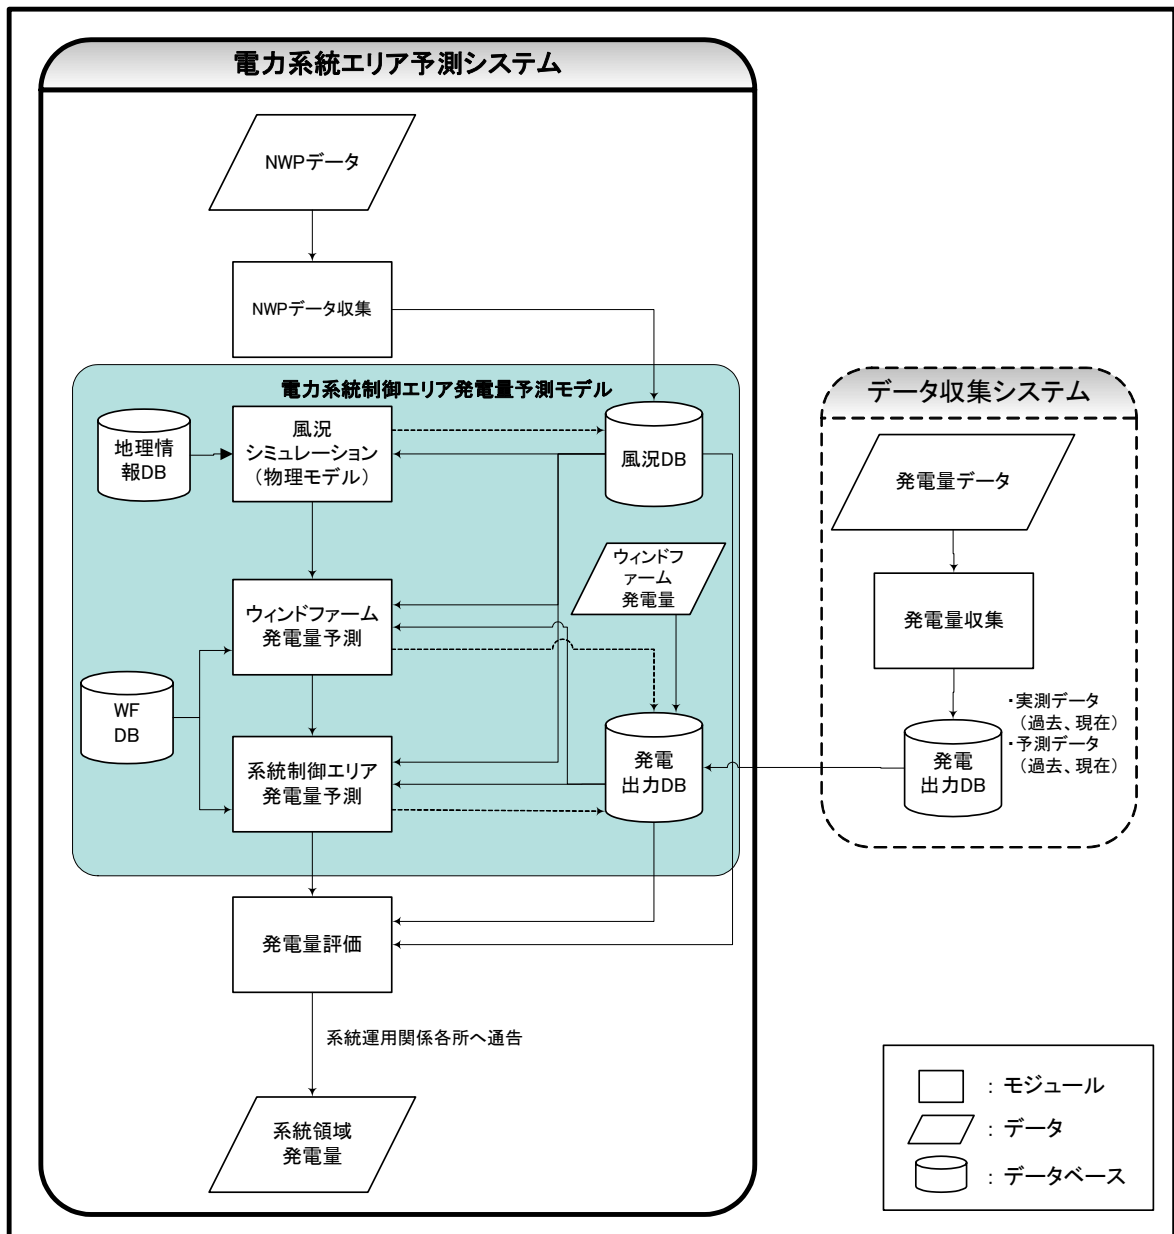 電力系統エリア予測システム
NWPデータ
NWPデータ収集
電力系統制御エリア発電量予測モデル
地理情
報DB
風況
シミュレーション
（物理モデル）
風況DB
ウィンドファーム
発電量予測
ウィンドフ
ァーム
発電量
WF
DB
系統制御エリア
発電量予測
発電
出力DB
発電量評価
系統運用関係各所へ通告
系統領域
発電量
データ収集システム
発電量データ
発電量収集
・実測データ
（過去、現在）
・予測データ
（過去、現在）
発電
出力DB
：モジュール
：データ
：データベース